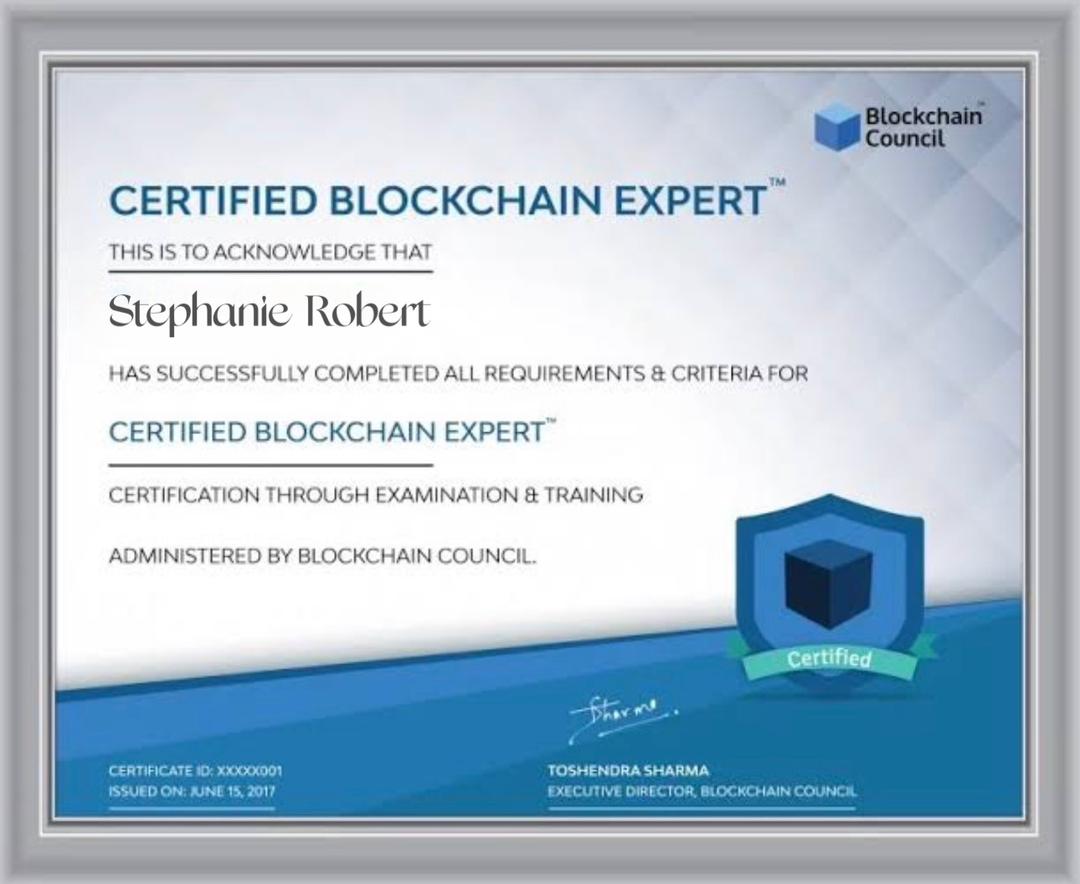 Blockchain™
Council
CERTIFIED BLOCKCHAIN EXPERT™
THIS IS TO ACKNOWLEDGE THAT
Stephanie Robert
HAS SUCCESSFULLY COMPLETED ALL REQUIREMENTS & CRITERIA FOR
CERTIFIED BLOCKCHAIN EXPERT™
CERTIFICATION THROUGH EXAMINATION & TRAINING
ADMINISTERED BY BLOCKCHAIN COUNCIL.
Certified
Sharma
CERTIFICATE ID: XXXXX001
ISSUED ON: JUNE 15, 2017
TOSHENDRA SHARMA
EXECUTIVE DIRECTOR, BLOCKCHAIN COUNCIL